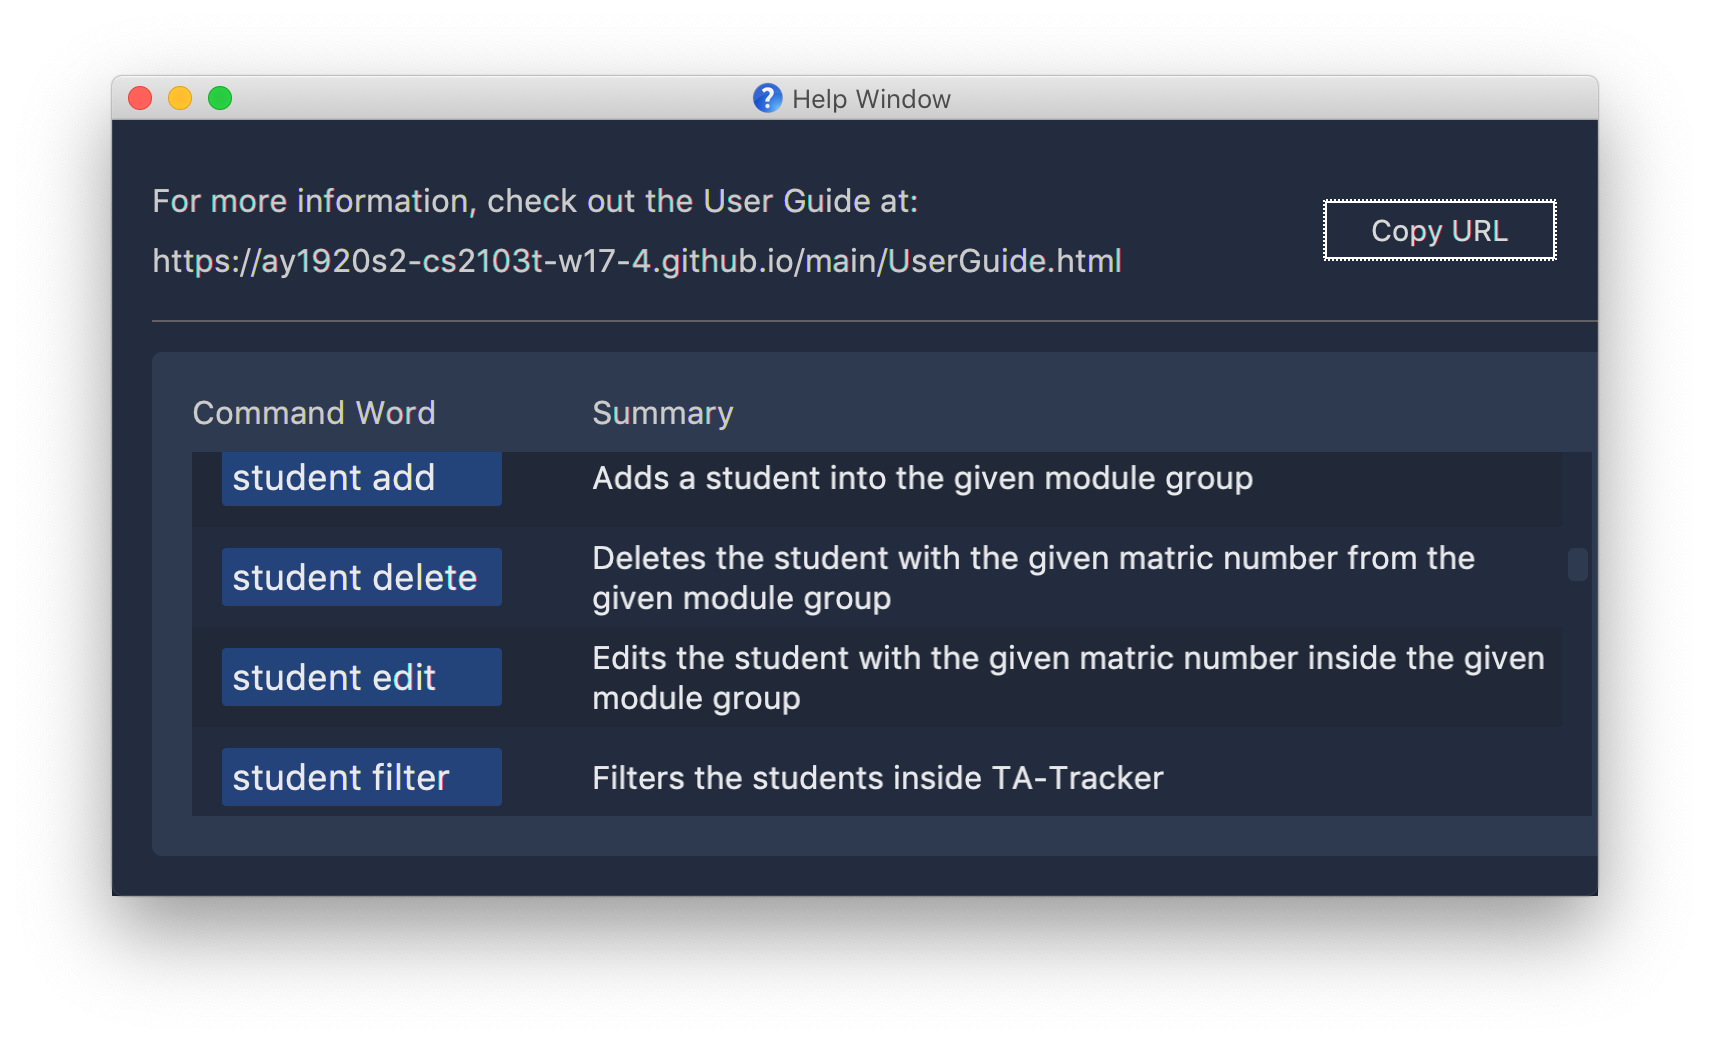 Help Window
For more information, check out the User Guide at:
https://ay1920s2-cs2103t-w17-4.github.io/main/UserGuide.html
Copy URL
Command Word Summary
student add Adds a student into the given module group
student delete Deletes the student with the given matric number from the
given module group
student edit Edits the student with the given matric number inside the given
module group
student filter Filters the students inside TA-Tracker